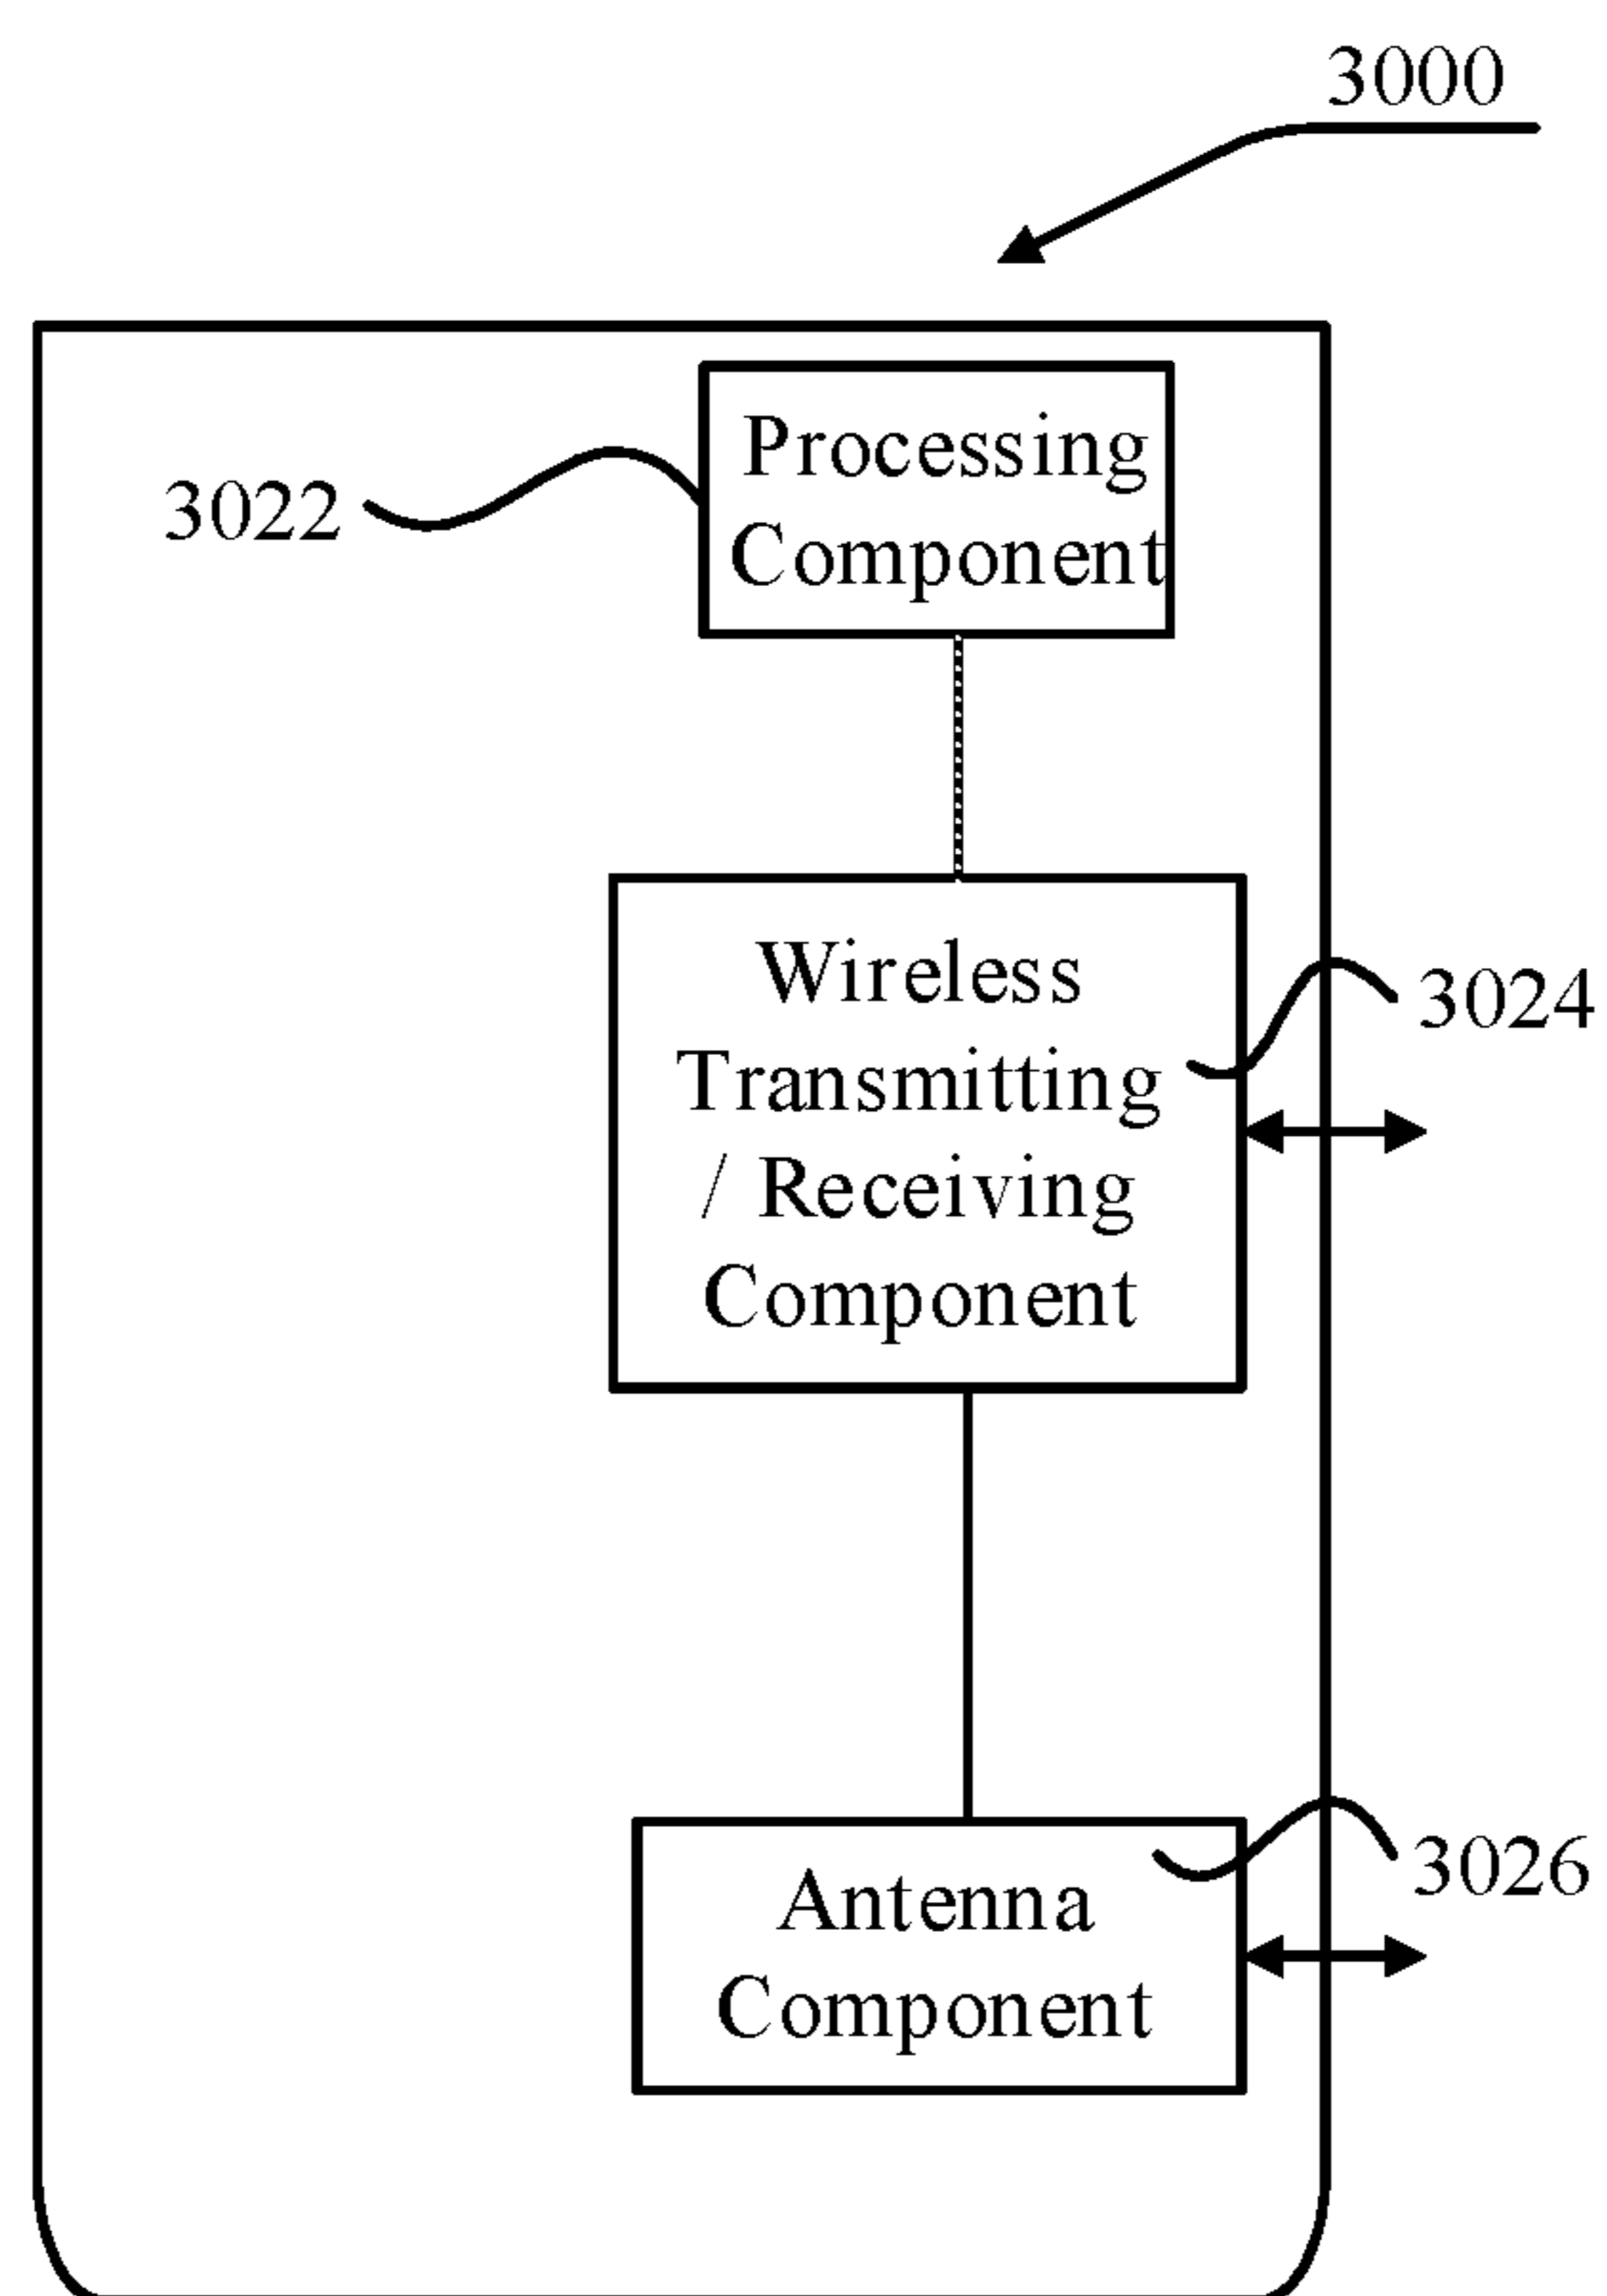 3000
Processing
Component
3022
Wireless
Transmitting
/ Receiving
Component
3024
Antenna
Component
3026